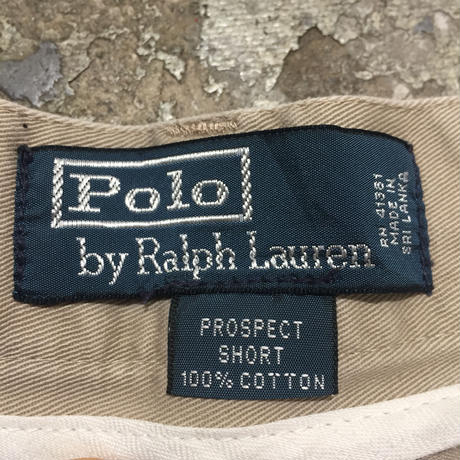 Polo
by Ralph Lauren
RN 41381
MADE IN
SRI LANKA
PROSPECT
SHORT
100% COTTON